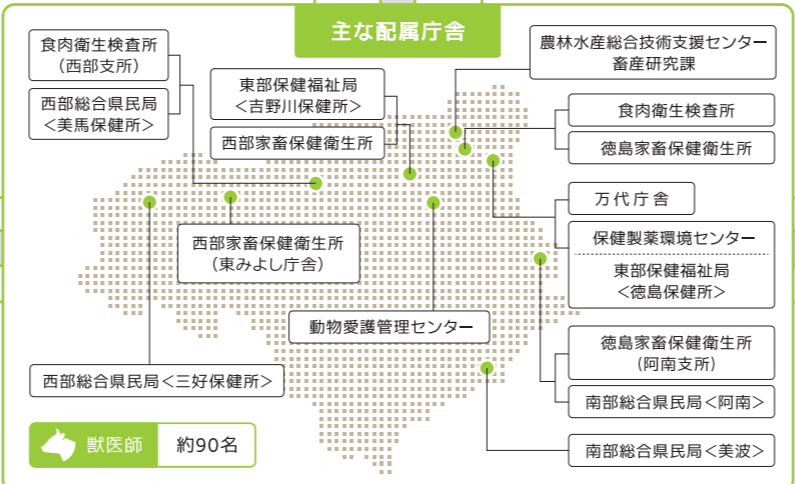 主な配属庁舎
食肉衛生検査所
(西部支所)
西部総合県民局
<美馬保健所>
東部保健福祉局
<吉野川保健所>
西部家畜保健衛生所
農林水産総合技術支援センター
畜産研究課
食肉衛生検査所
徳島家畜保健衛生所
万代庁舎
保健製薬環境センター
東部保健福祉局
<徳島保健所>
西部家畜保健衛生所
(東みよし庁舎)
動物愛護管理センター
徳島家畜保健衛生所
(阿南支所)
西部総合県民局<三好保健所>
南部総合県民局<阿南>
南部総合県民局<美波>
獣医師 約90名